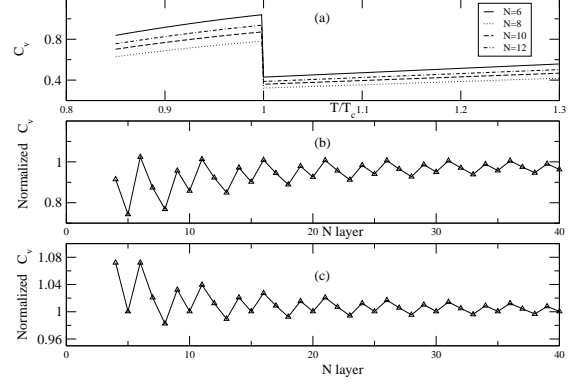 (a)
N=6
N=8
N=10
N=12
C_v
0.8
0.4
0.8 0.9 1 1.1 1.2 1.3
T/T_c
Normalized C_v
(b)
1
0.8
0 10 20 30 40
N layer
Normalized C_v
(c)
1.08
1.04
1
0.96
0 10 20 30 40
N layer